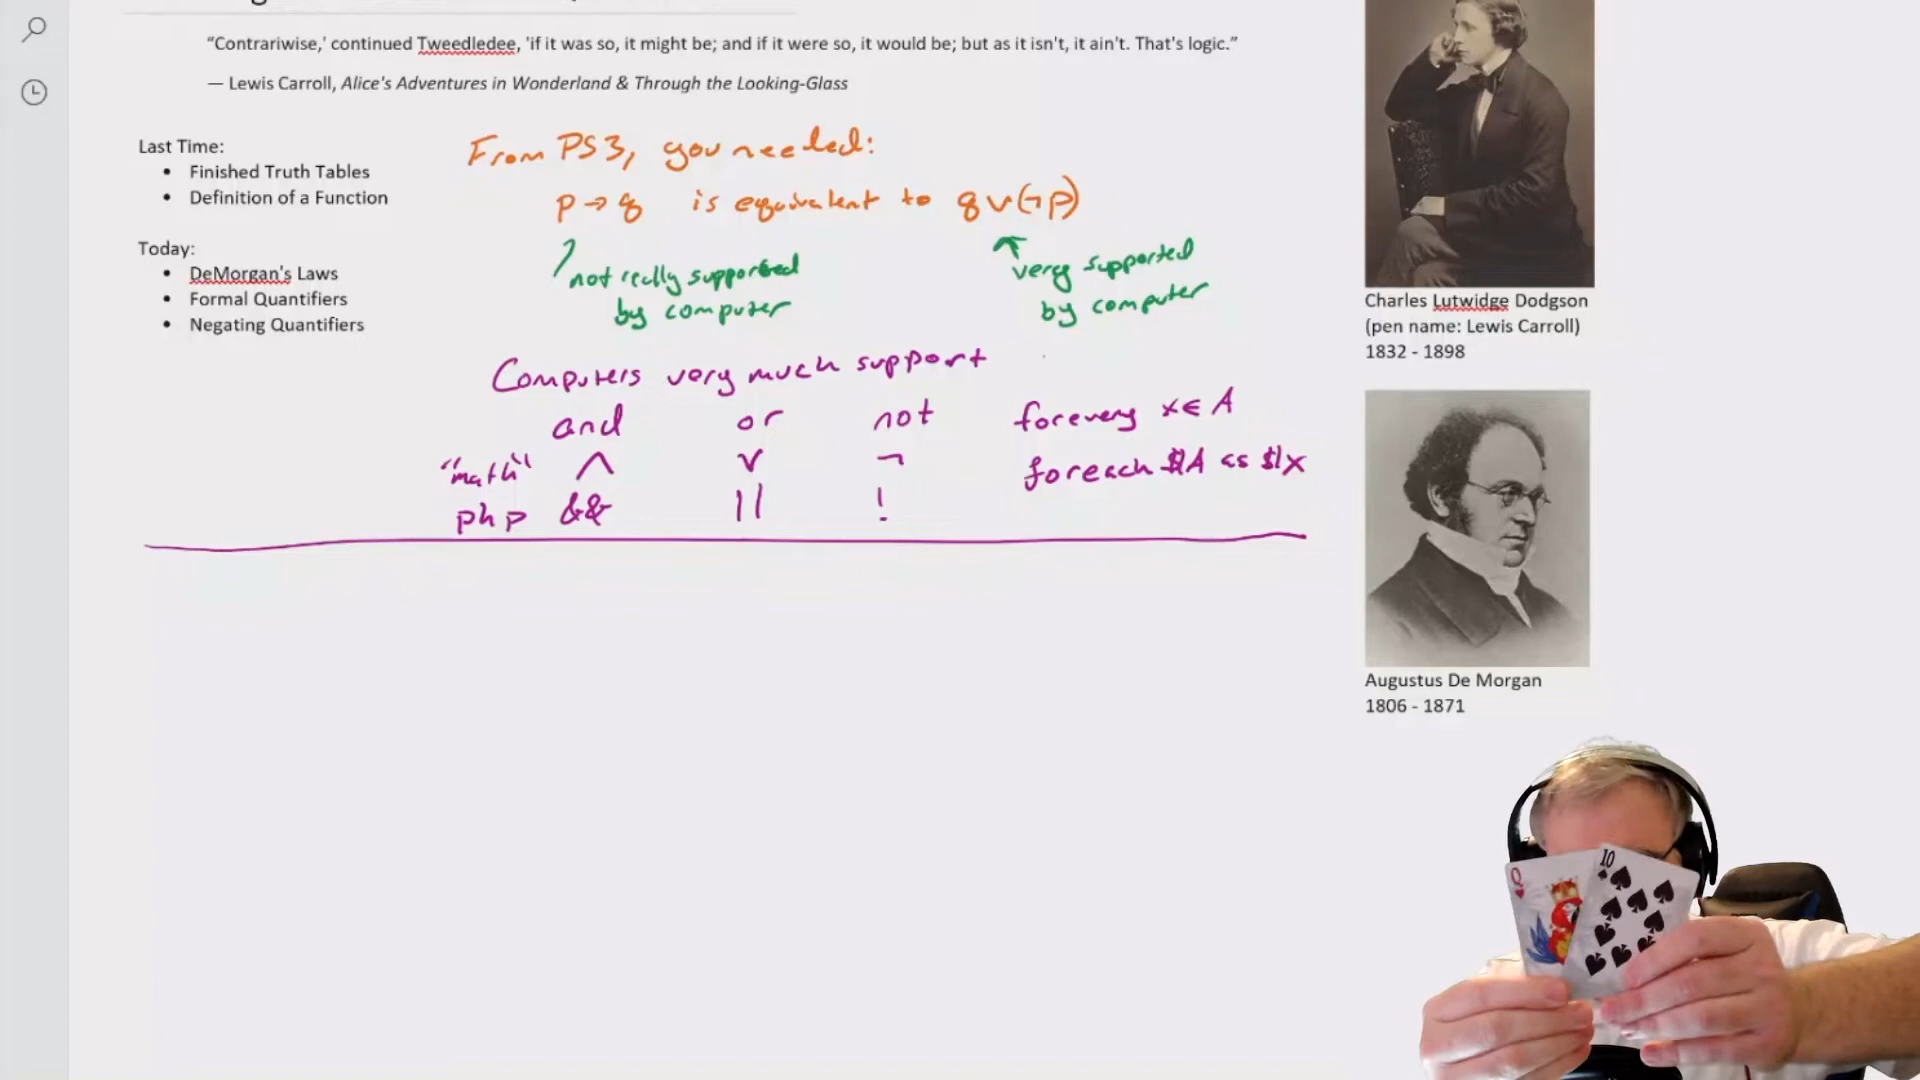 “Contrariwise,' continued Tweedledee, 'if it was so, it might be; and if it were so, it would be; but as it isn't, it ain't. That's logic.”
— Lewis Carroll, Alice's Adventures in Wonderland & Through the Looking-Glass
Last Time:
• Finished Truth Tables
• Definition of a Function
Today:
• DeMorgan's Laws
• Formal Quantifiers
• Negating Quantifiers
From PS3, you needed:
p → q is equivalent to q ∨ (¬p)
not really supported
by computer
very supported
by computer
Computers very much support
and or not for every x ∈ A
"math" ∧ ∨ ¬ foreach $A as $x
php && || !
Charles Lutwidge Dodgson
(pen name: Lewis Carroll)
1832 - 1898
Augustus De Morgan
1806 - 1871
Q
10